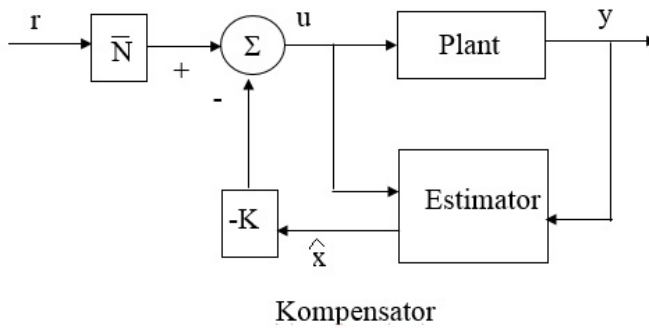 r
N̅
+
-
Σ
u
Plant
y
Estimator
-K
x̂
Kompensator